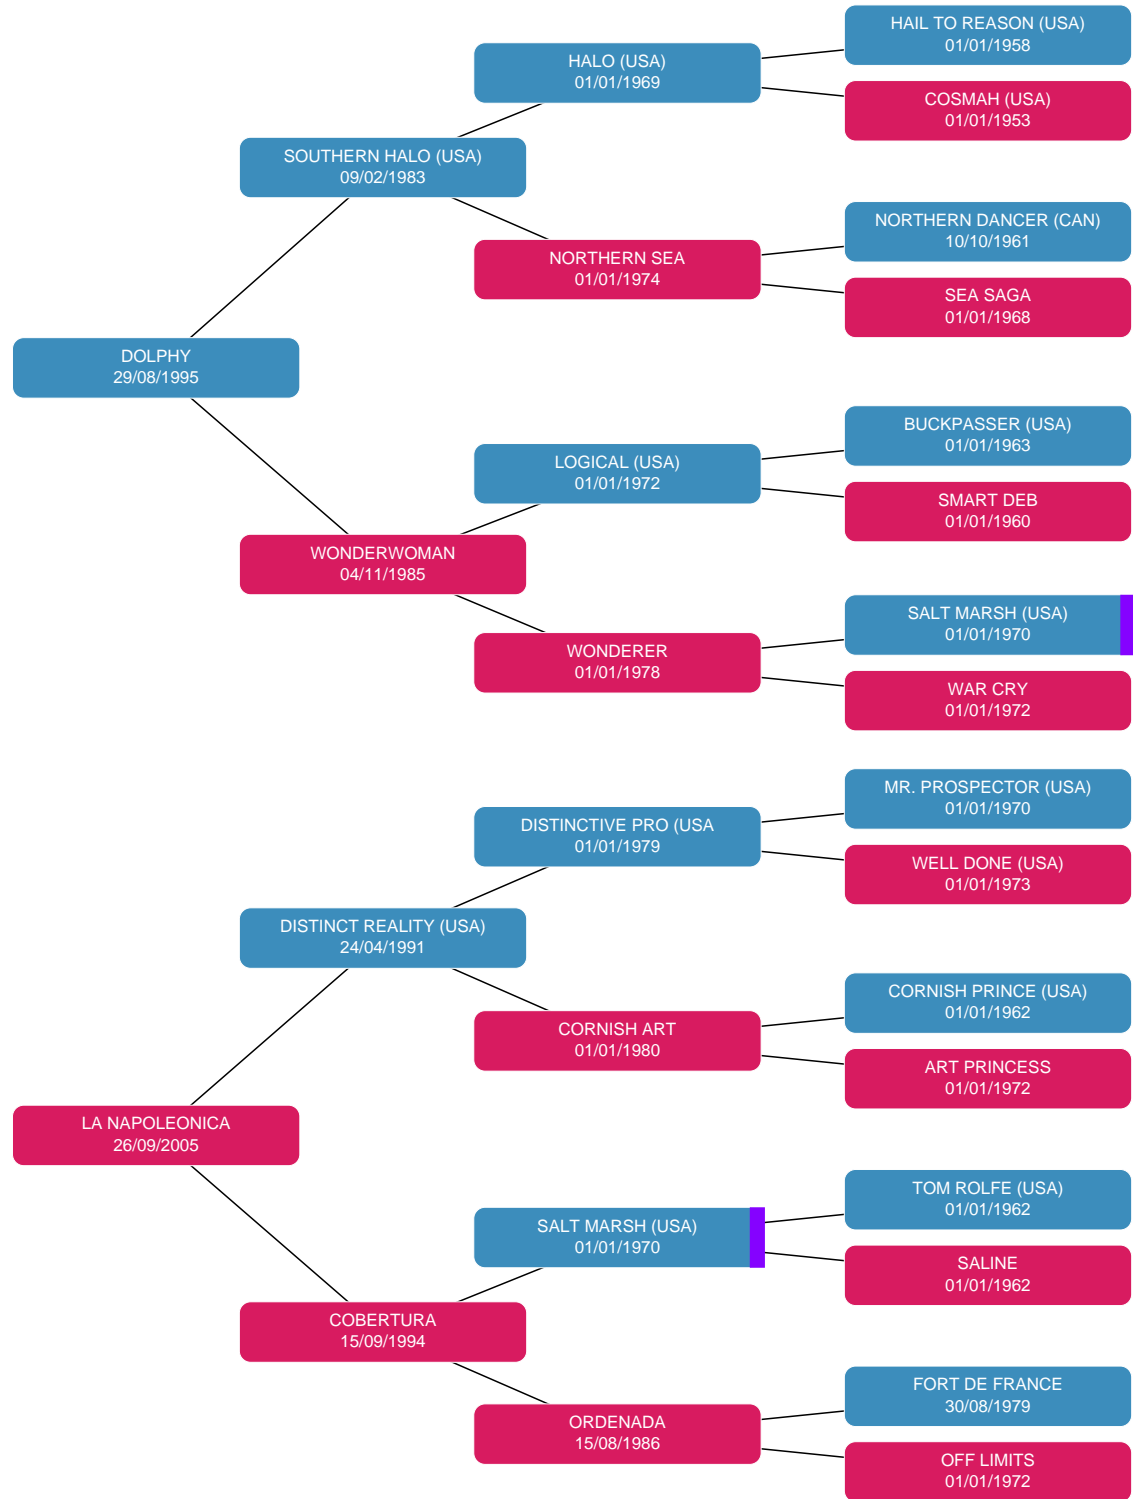 HAIL TO REASON (USA)
01/01/1958
HALO (USA)
01/01/1969
COSMAH (USA)
01/01/1953
SOUTHERN HALO (USA)
09/02/1983
NORTHERN DANCER (CAN)
10/10/1961
NORTHERN SEA
01/01/1974
SEA SAGA
01/01/1968
DOLPHY
29/08/1995
BUCKPASSER (USA)
01/01/1963
LOGICAL (USA)
01/01/1972
SMART DEB
01/01/1960
WONDERWOMAN
04/11/1985
SALT MARSH (USA)
01/01/1970
WONDERER
01/01/1978
WAR CRY
01/01/1972
MR. PROSPECTOR (USA)
01/01/1970
DISTINCTIVE PRO (USA
01/01/1979
WELL DONE (USA)
01/01/1973
DISTINCT REALITY (USA)
24/04/1991
CORNISH PRINCE (USA)
01/01/1962
CORNISH ART
01/01/1980
ART PRINCESS
01/01/1972
LA NAPOLEONICA
26/09/2005
TOM ROLFE (USA)
01/01/1962
SALT MARSH (USA)
01/01/1970
SALINE
01/01/1962
COBERTURA
15/09/1994
FORT DE FRANCE
30/08/1979
ORDENADA
15/08/1986
OFF LIMITS
01/01/1972